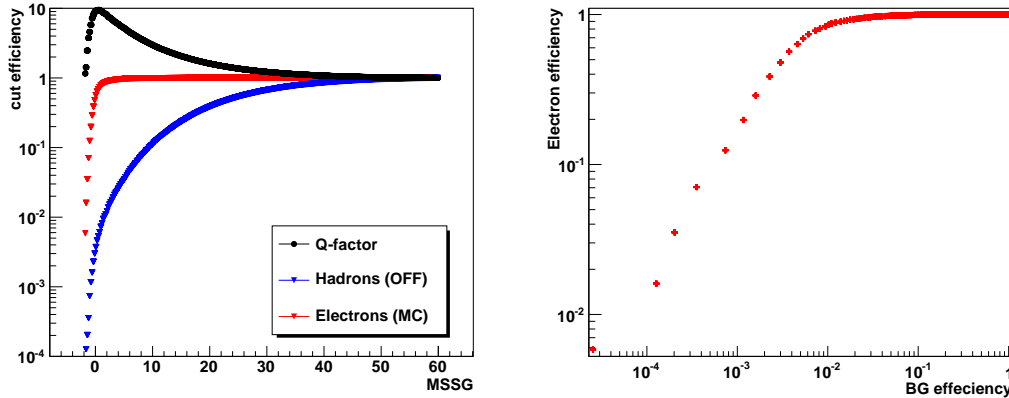 cut efficiency
10
1
10^-1
10^-2
10^-3
10^-4
0 10 20 30 40 50 60
MSSG
Q-factor
Hadrons (OFF)
Electrons (MC)
Electron efficiency
1
10^-1
10^-2
10^-4 10^-3 10^-2 10^-1 1
BG effeciency